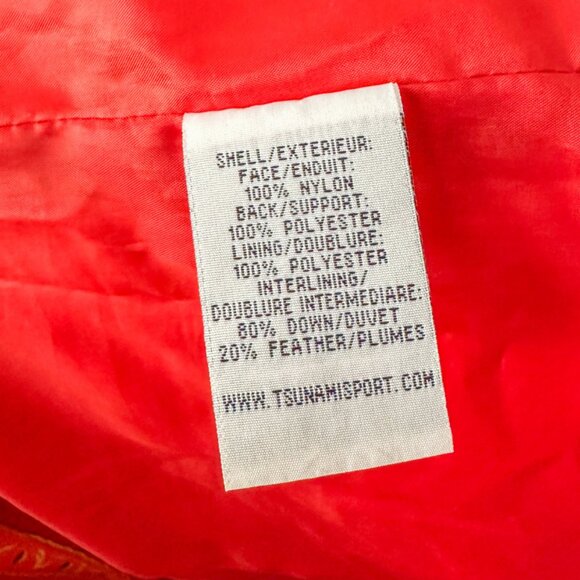 SHELL/EXTERIEUR:
FACE/ENDUIT:
100% NYLON
BACK/SUPPORT:
100% POLYESTER
LINING/DOUBLURE:
100% POLYESTER
INTERLINING/
DOUBLURE INTERMEDIARE:
80% DOWN/DUVET
20% FEATHER/PLUMES
WWW.TSUNAMISPORT.COM